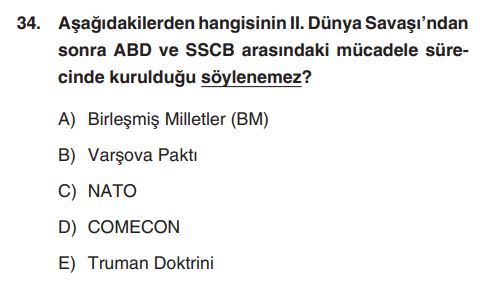 34. Aşağıdakilerden hangisinin II. Dünya Savaşı’ndan
sonra ABD ve SSCB arasındaki mücadele süre-
cinde kurulduğu söylenemez?
A) Birleşmiş Milletler (BM)
B) Varşova Paktı
C) NATO
D) COMECON
E) Truman Doktrini